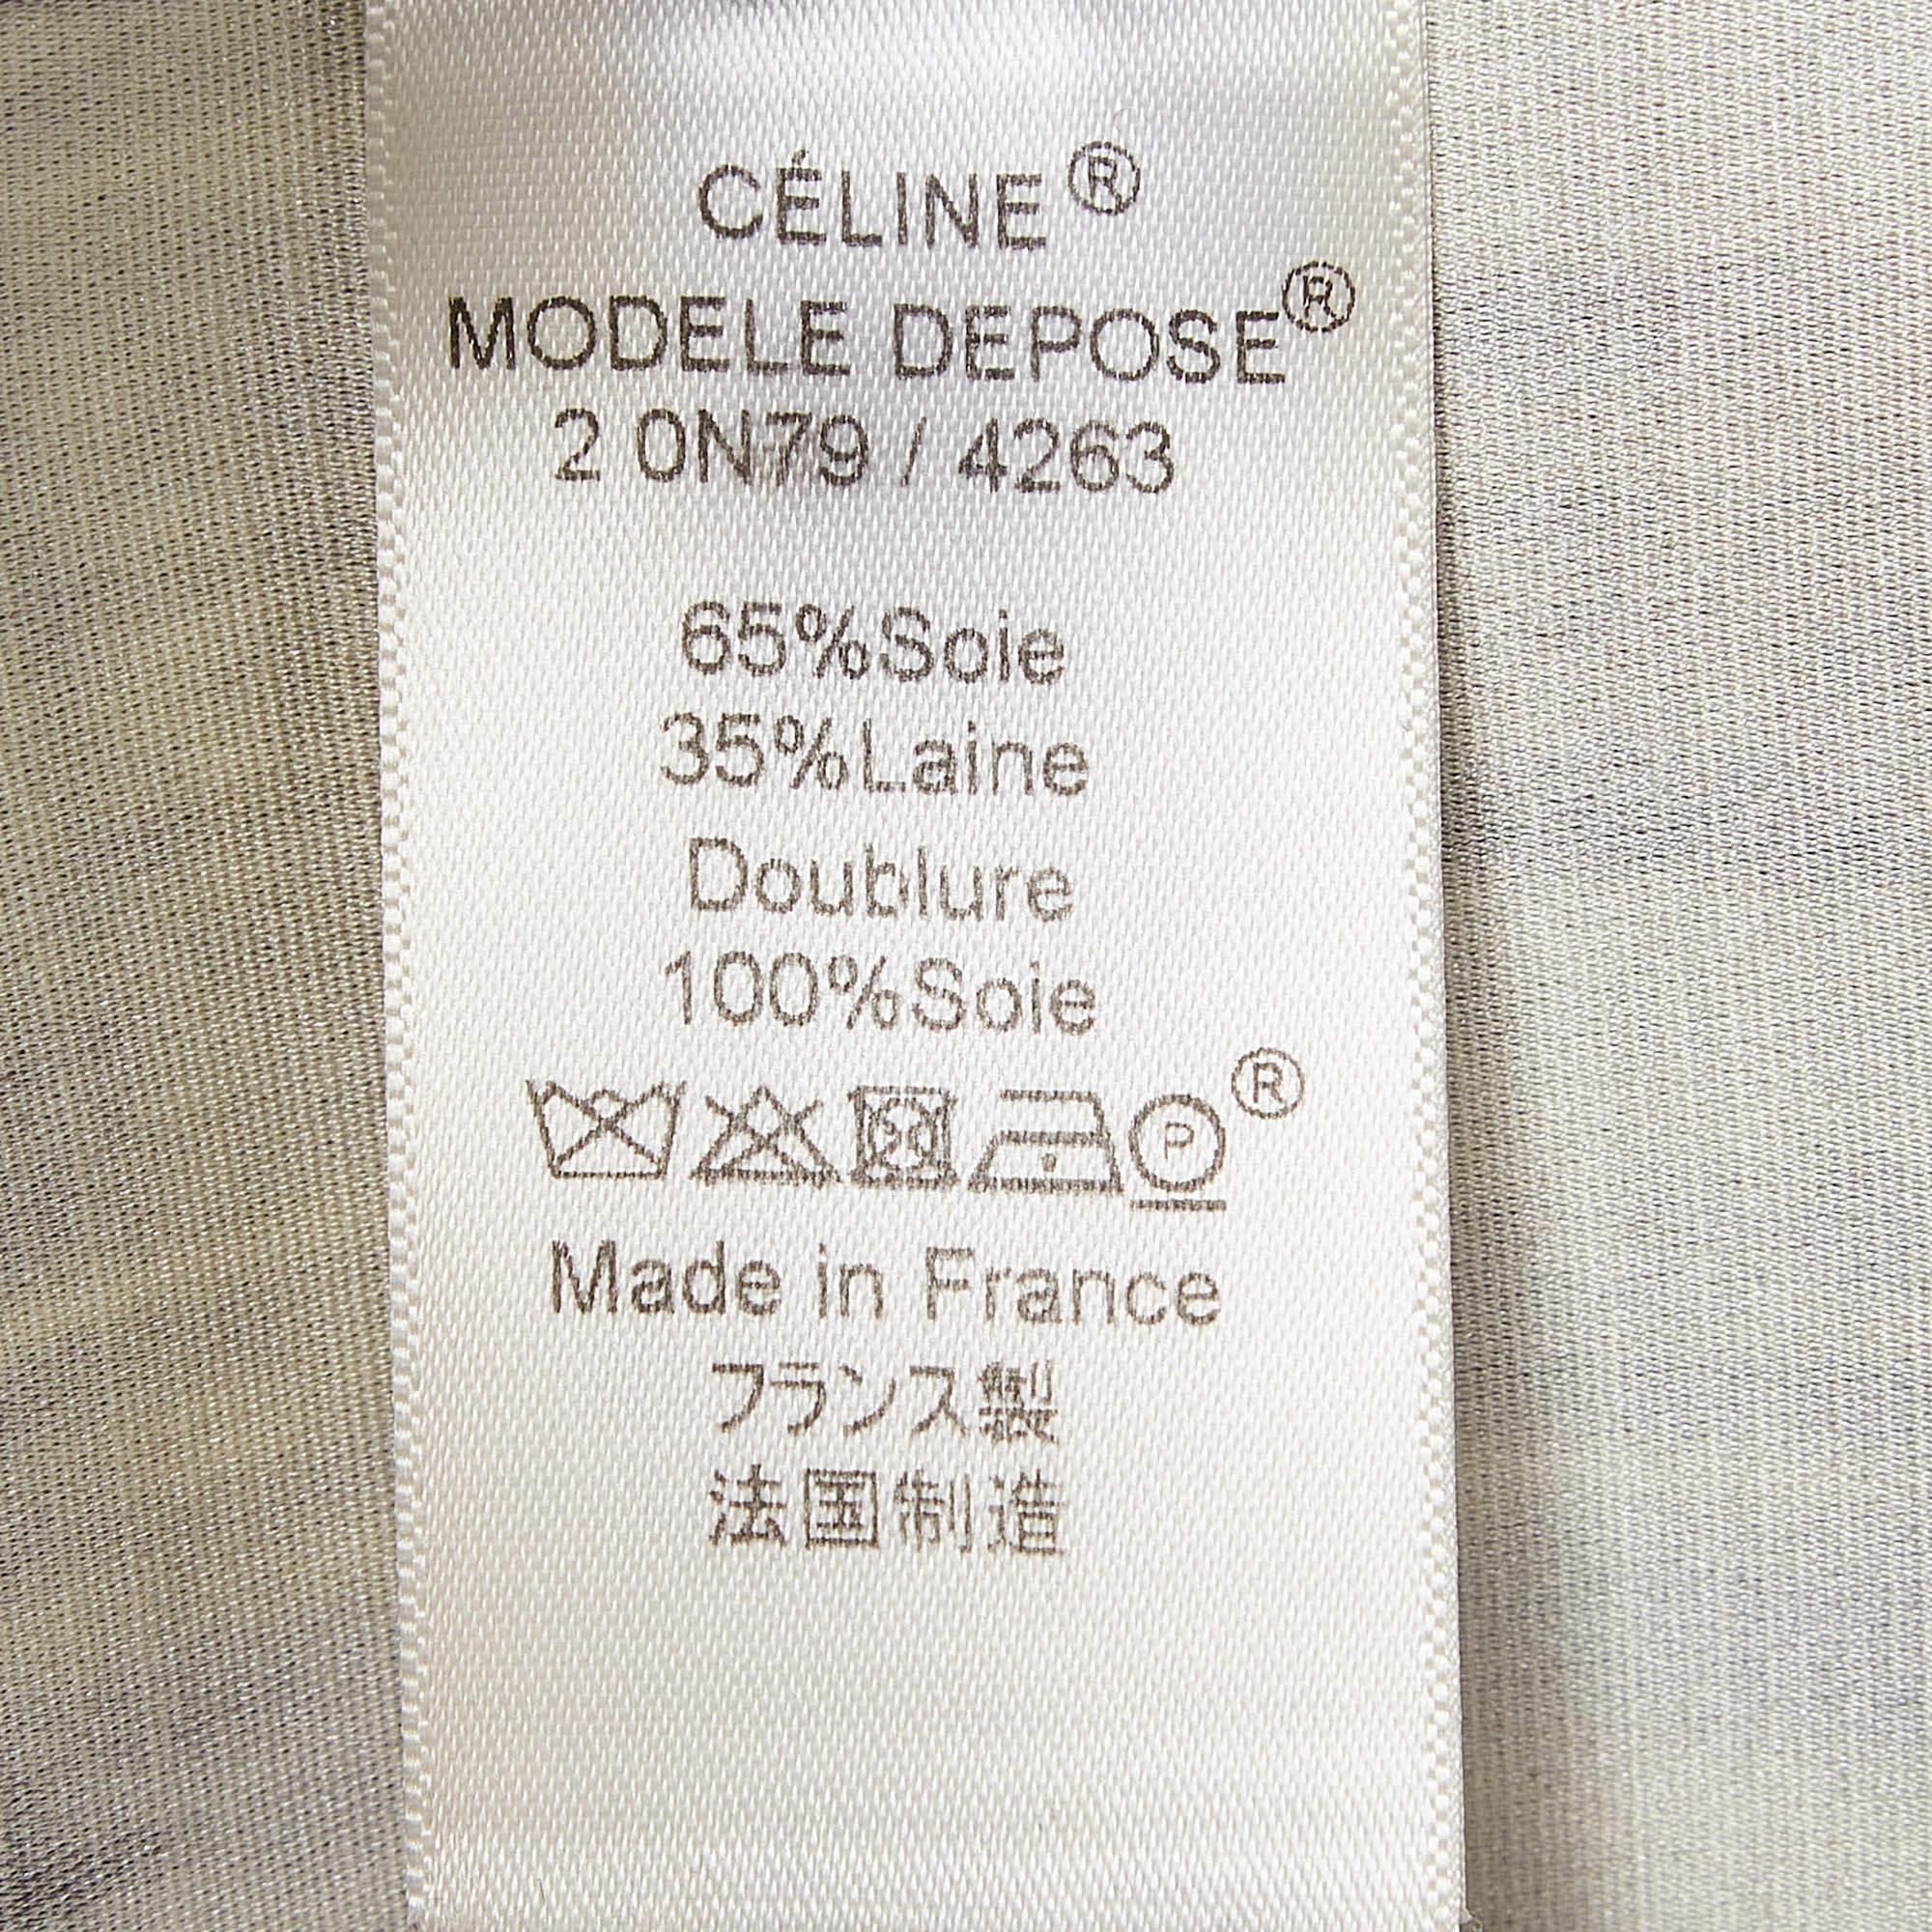 CÉLINE®
MODELE DEPOSE®
2 0N79 / 4263
65%Soie
35%Laine
Doublure
100%Soie
P ®
Made in France
フランス製
法国制造